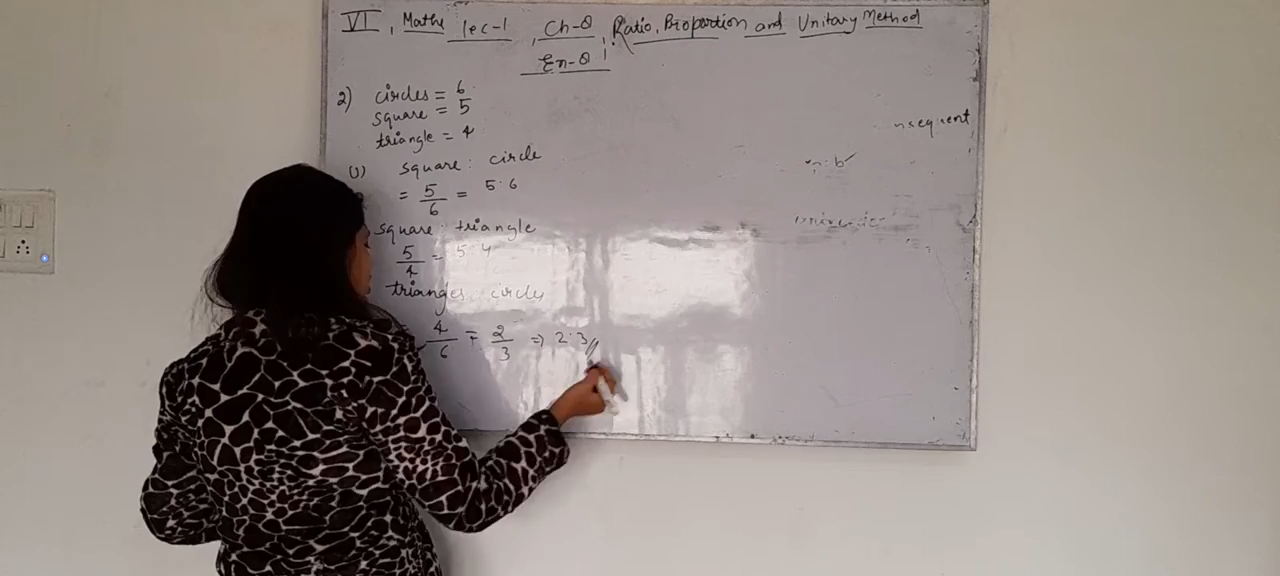 VI, Maths lec-1, Ch-8, Ratio, Proportion and Unitary Method
Ex-8
2) circles = 6
square = 5
triangle = 4
(1) square : circle
= 5/6 = 5:6
square : triangle
5/4 = 5:4
triangles : circles
4/6 = 2/3 => 2:3//
nsequent
a:b